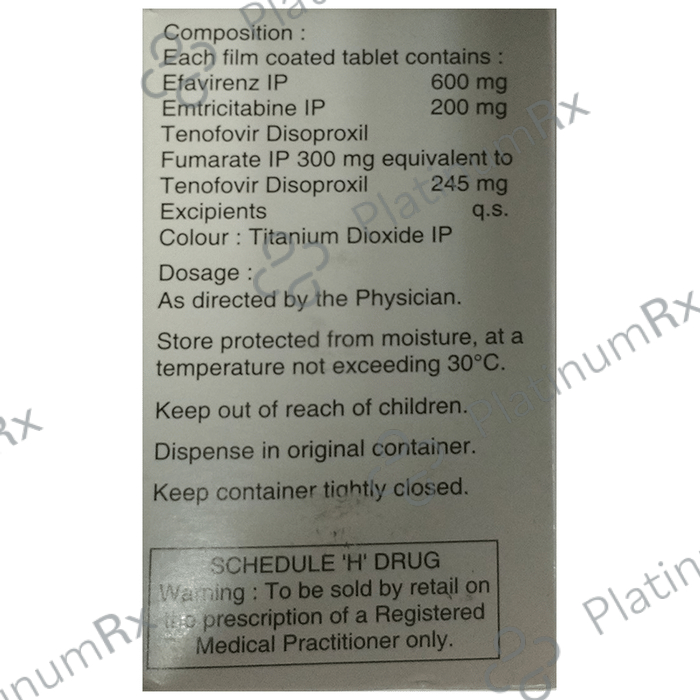 Composition :
Each film coated tablet contains :
Efavirenz IP 600 mg
Emtricitabine IP 200 mg
Tenofovir Disoproxil
Fumarate IP 300 mg equivalent to
Tenofovir Disoproxil 245 mg
Excipients q.s.
Colour : Titanium Dioxide IP
Dosage :
As directed by the Physician.
Store protected from moisture, at a
temperature not exceeding 30°C.
Keep out of reach of children.
Dispense in original container.
Keep container tightly closed.
SCHEDULE 'H' DRUG
Warning : To be sold by retail on
the prescription of a Registered
Medical Practitioner only.
PlatinumRx
PlatinumRx
PlatinumRx